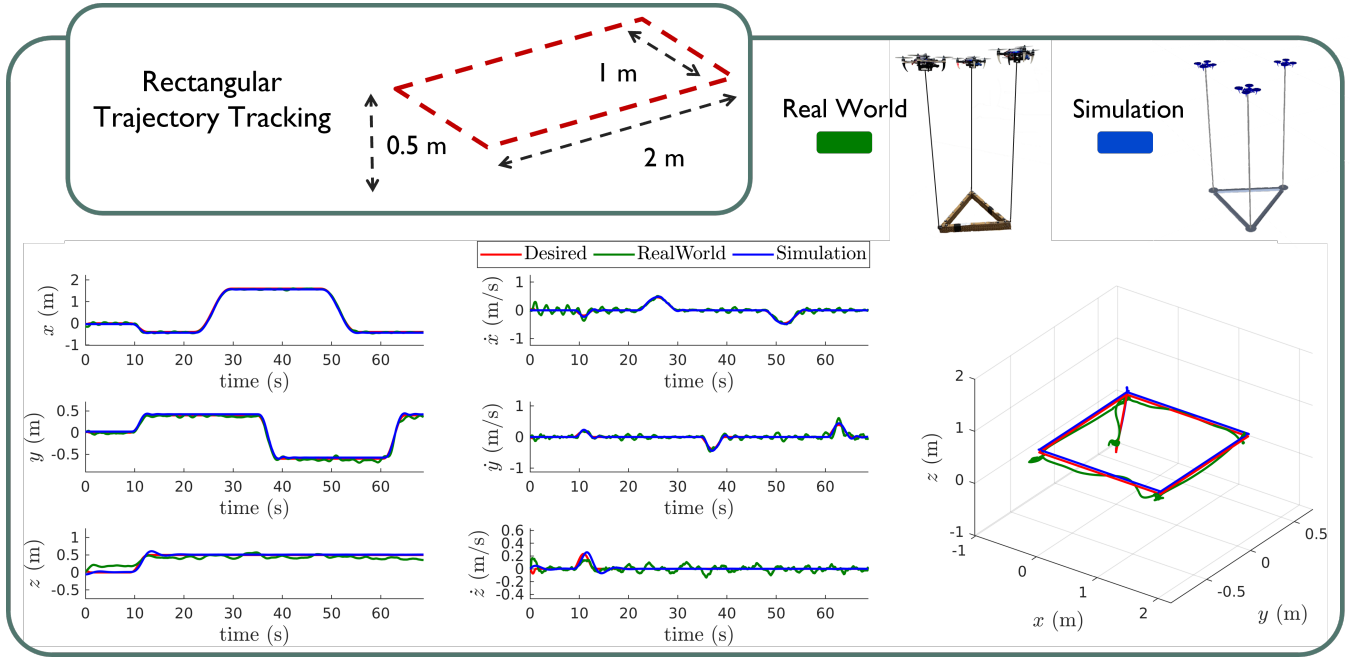 Rectangular
Trajectory Tracking
1 m
0.5 m
2 m
Real World
Simulation
Desired RealWorld Simulation
2
1
0
-1
x (m)
0 10 20 30 40 50 60
time (s)
1
0
-1
ẋ (m/s)
0 10 20 30 40 50 60
time (s)
0.5
-0.5
y (m)
0 10 20 30 40 50 60
time (s)
1
0
-1
ẏ (m/s)
0 10 20 30 40 50 60
time (s)
1
0.5
0
-0.5
z (m)
0 10 20 30 40 50 60
time (s)
0.6
0.4
0.2
0
-0.2
-0.4
ż (m/s)
0 10 20 30 40 50 60
time (s)
2
1
0
-1
z (m)
-1
0
1
2
x (m)
-0.5
0
0.5
y (m)